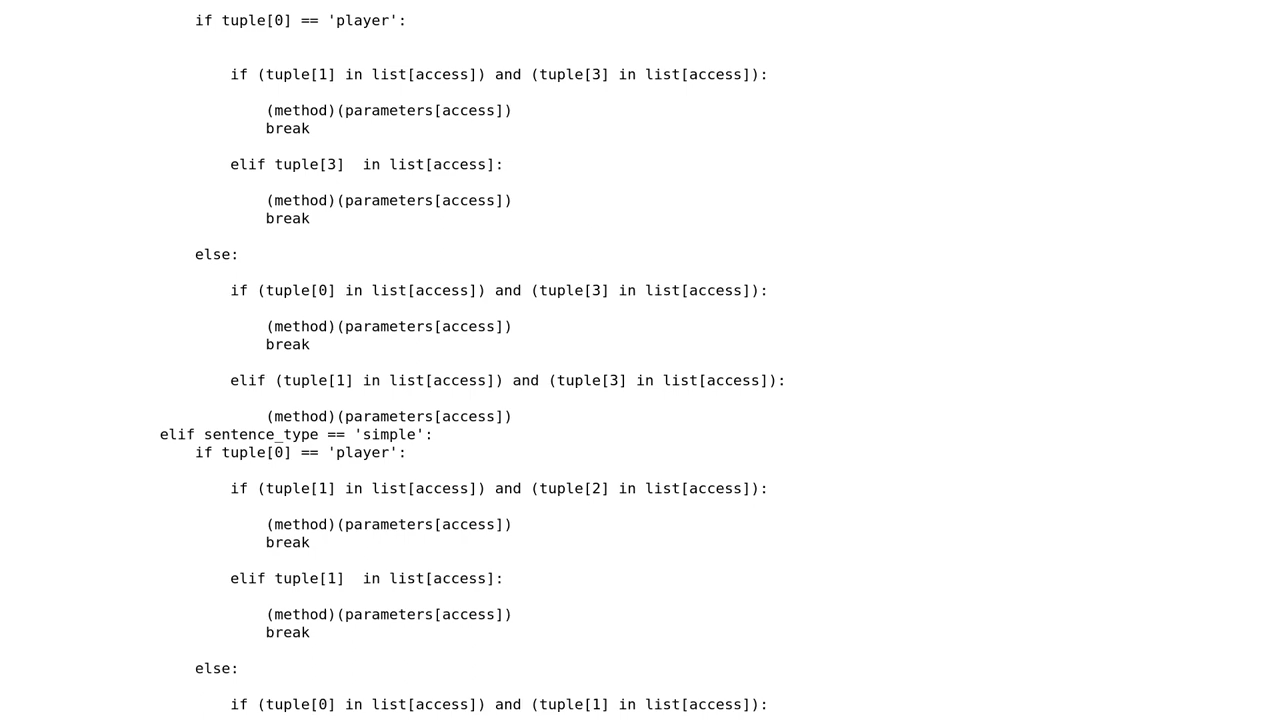 if tuple[0] == 'player':
if (tuple[1] in list[access]) and (tuple[3] in list[access]):
(method)(parameters[access])
break
elif tuple[3]  in list[access]:
(method)(parameters[access])
break
else:
if (tuple[0] in list[access]) and (tuple[3] in list[access]):
(method)(parameters[access])
break
elif (tuple[1] in list[access]) and (tuple[3] in list[access]):
(method)(parameters[access])
elif sentence_type == 'simple':
if tuple[0] == 'player':
if (tuple[1] in list[access]) and (tuple[2] in list[access]):
(method)(parameters[access])
break
elif tuple[1]  in list[access]:
(method)(parameters[access])
break
else:
if (tuple[0] in list[access]) and (tuple[1] in list[access]):